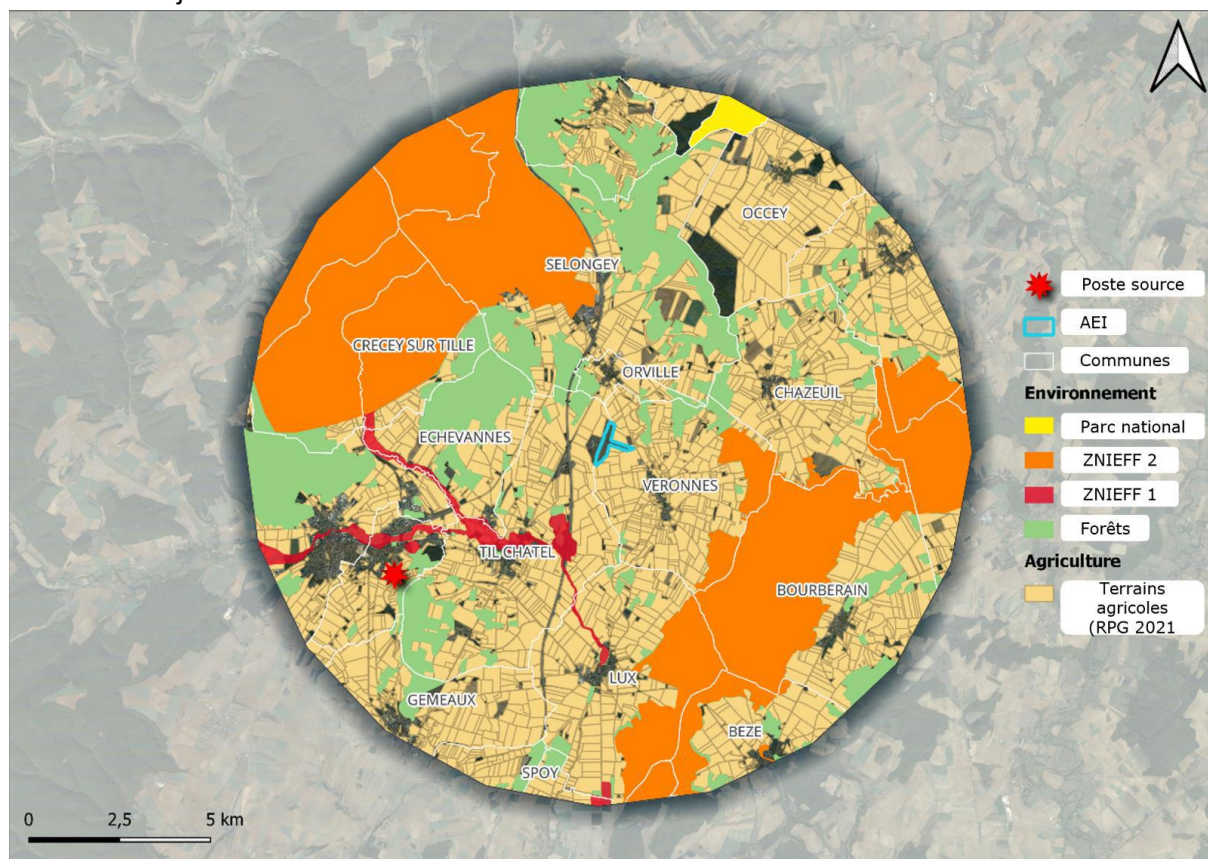 OCCEY
SELONGEY
CRECEY SUR TILLE
ORVILLE
CHAZEUIL
ECHEVANNES
VERONNES
TIL CHATEL
BOURBERAIN
LUX
GEMEAUX
BEZE
SPOY
Poste source
AEI
Communes
Environnement
Parc national
ZNIEFF 2
ZNIEFF 1
Forêts
Agriculture
Terrains
agricoles
(RPG 2021
0 2,5 5 km